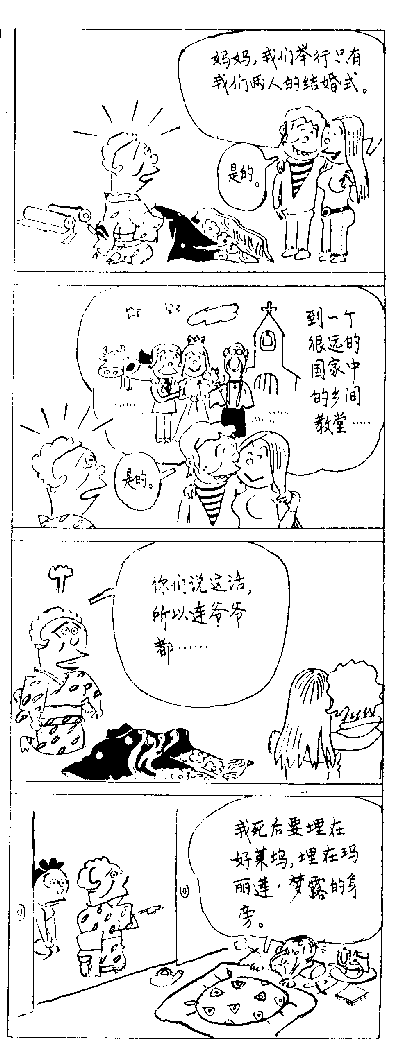 妈妈,我们举行只有
我们两人的结婚式。
是的。
到一个
很远的
国家中
的乡间
教堂……
是的。
你们说这话,
所以连爷爷
都……
我死后要埋在
好莱坞,埋在玛
丽莲·梦露的身
旁。